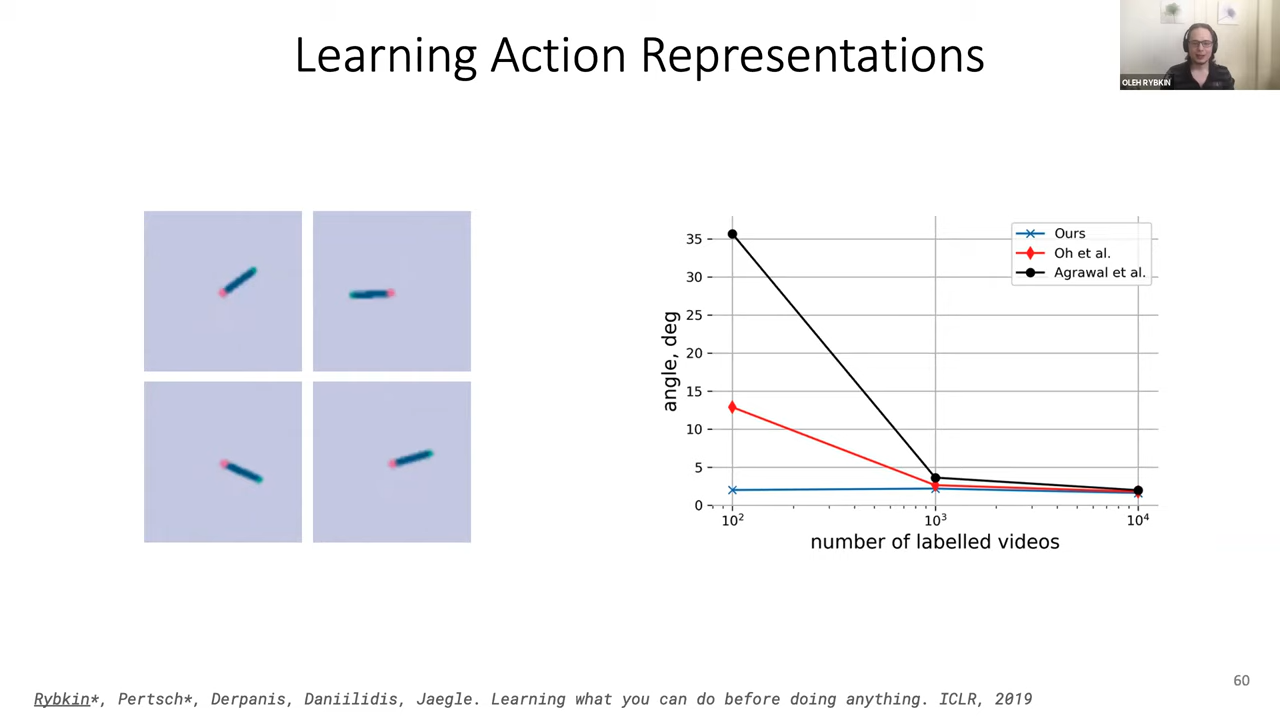 Learning Action Representations
OLEH RYBKIN
Ours
Oh et al.
Agrawal et al.
angle, deg
35
30
25
20
15
10
5
0
10² 10³ 10⁴
number of labelled videos
Rybkin*, Pertsch*, Derpanis, Daniilidis, Jaegle. Learning what you can do before doing anything. ICLR, 2019
60